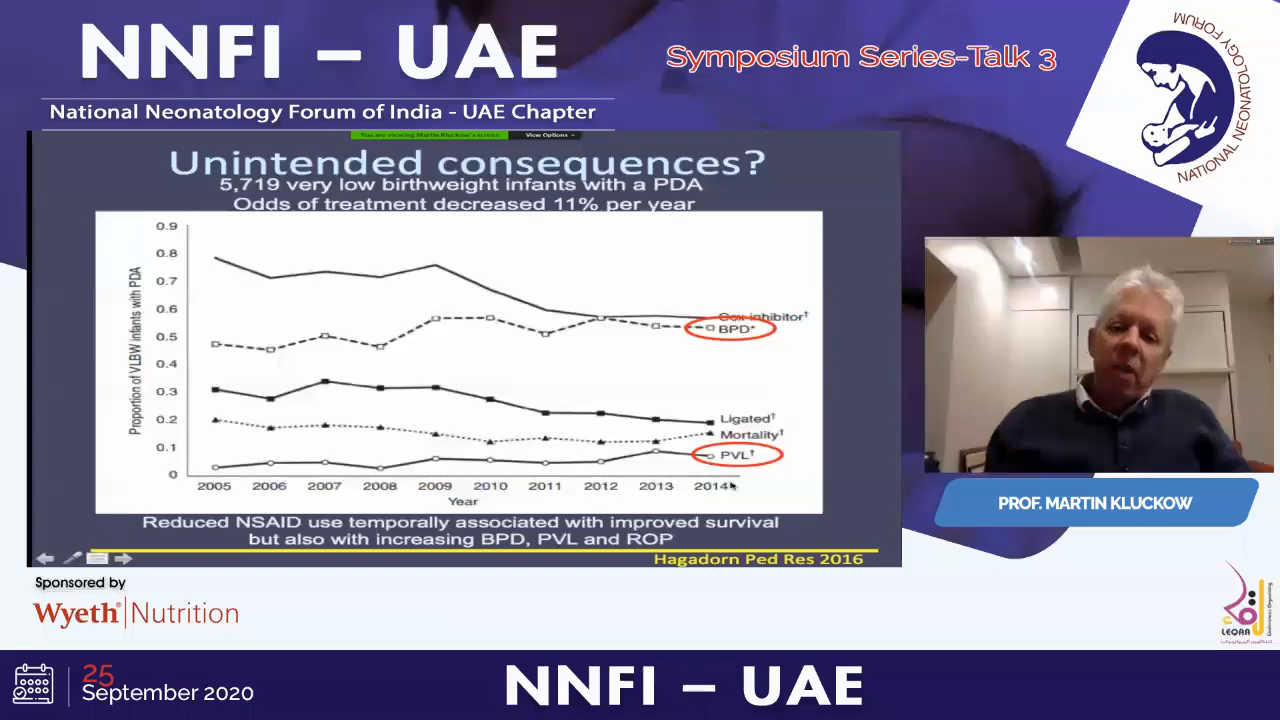 NNFI – UAE
National Neonatology Forum of India - UAE Chapter
Symposium Series-Talk 3
NATIONAL NEONATOLOGY FORUM
You are viewing Martin Kluckow's screen
View Options
Unintended consequences?
5,719 very low birthweight infants with a PDA
Odds of treatment decreased 11% per year
Proportion of VLBW infants with PDA
0.9
0.8
0.7
0.6
0.5
0.4
0.3
0.2
0.1
0
Cox inhibitor†
BPD*
Ligated†
Mortality†
PVL†
2005 2006 2007 2008 2009 2010 2011 2012 2013 2014
Year
Reduced NSAID use temporally associated with improved survival
but also with increasing BPD, PVL and ROP
Hagadorn Ped Res 2016
PROF. MARTIN KLUCKOW
Sponsored by
Wyeth® Nutrition
LEQAA
25
September 2020
NNFI – UAE